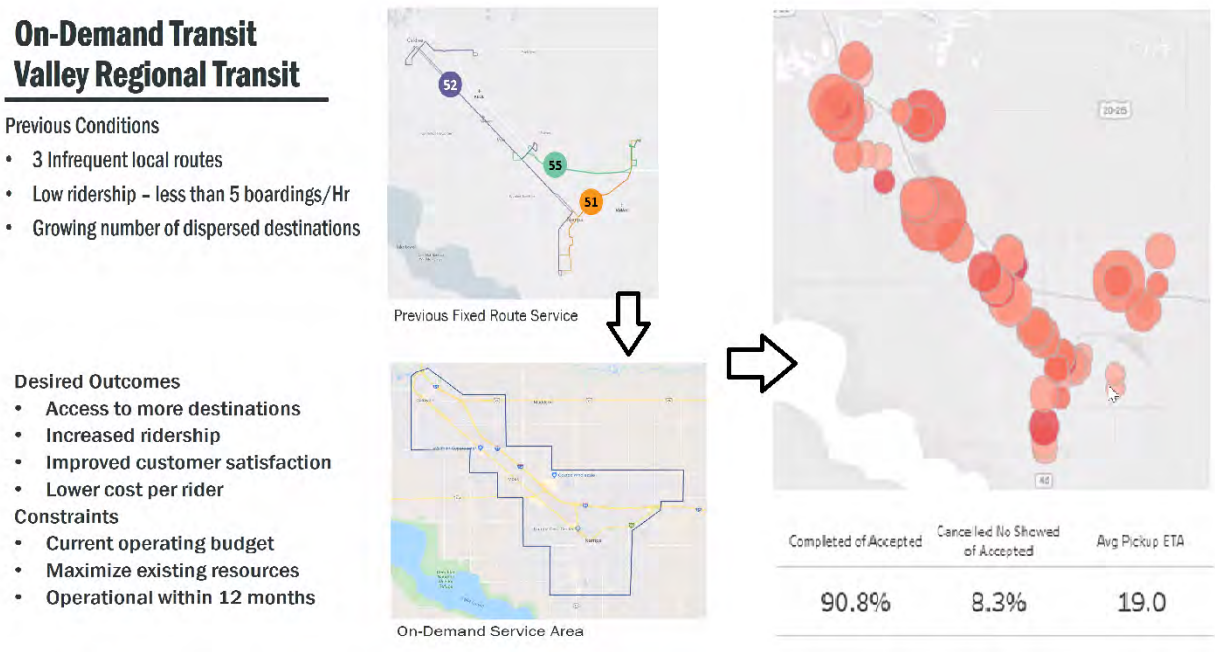 On-Demand Transit
Valley Regional Transit
Previous Conditions
• 3 Infrequent local routes
• Low ridership – less than 5 boardings/Hr
• Growing number of dispersed destinations
52
55
51
Previous Fixed Route Service
Desired Outcomes
• Access to more destinations
• Increased ridership
• Improved customer satisfaction
• Lower cost per rider
Constraints
• Current operating budget
• Maximize existing resources
• Operational within 12 months
On-Demand Service Area
20-26
45
Completed of Accepted
Cancelled No Showed
of Accepted
Avg Pickup ETA
90.8%
8.3%
19.0